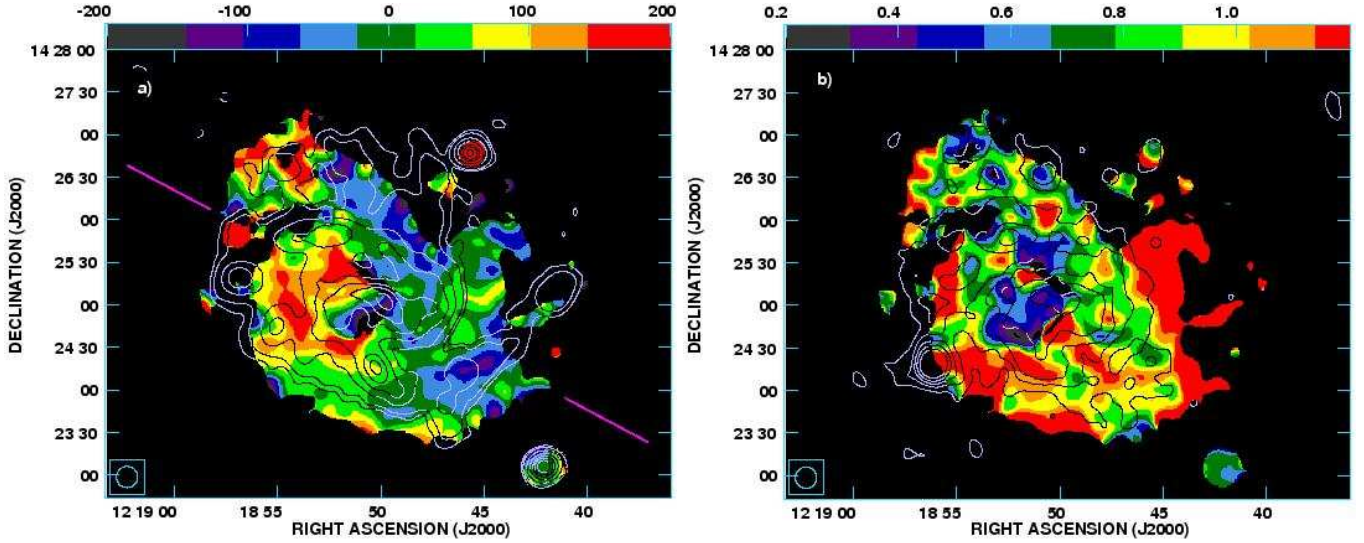 -200 -100 0 100 200
14 28 00
a)
27 30
00
26 30
00
25 30
00
24 30
00
23 30
00
DECLINATION (J2000)
12 19 00 18 55 50 45 40
RIGHT ASCENSION (J2000)
0.2 0.4 0.6 0.8 1.0
14 28 00
b)
27 30
00
26 30
00
25 30
00
24 30
00
23 30
00
DECLINATION (J2000)
12 19 00 18 55 50 45 40
RIGHT ASCENSION (J2000)